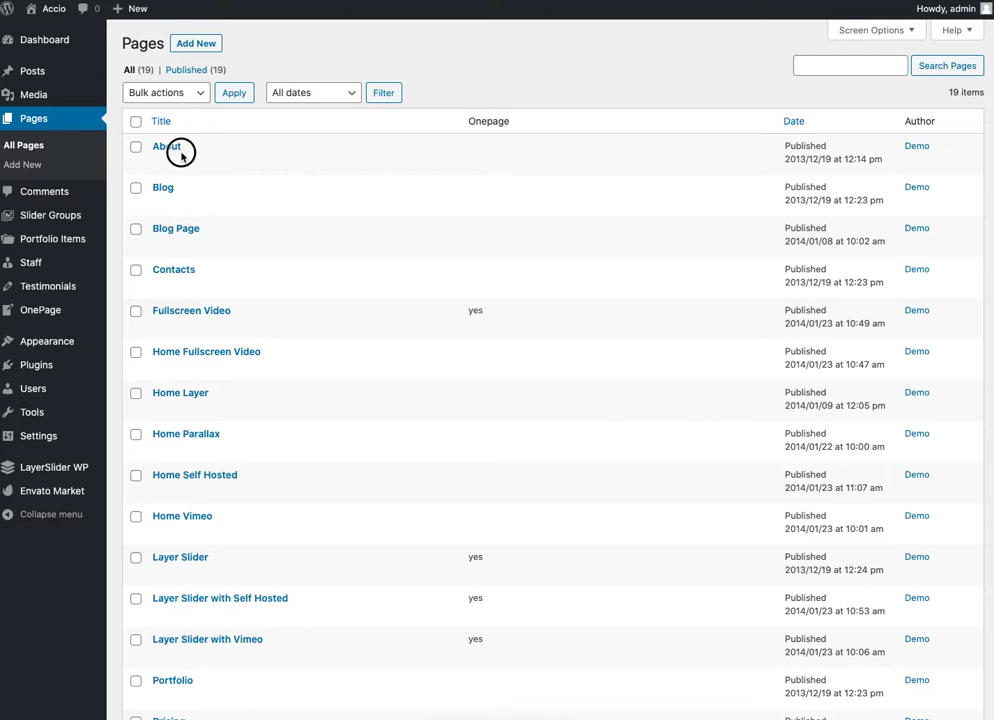 Accio 0 New Howdy, admin
Screen Options Help
Dashboard
Posts
Media
Pages
All Pages
Add New
Comments
Slider Groups
Portfolio Items
Staff
Testimonials
OnePage
Appearance
Plugins
Users
Tools
Settings
LayerSlider WP
Envato Market
Collapse menu
Pages Add New
All (19) | Published (19)
Search Pages
Bulk actions Apply All dates Filter 19 items
Title Onepage Date Author
About Published Demo
2013/12/19 at 12:14 pm
Blog Published Demo
2013/12/19 at 12:23 pm
Blog Page Published Demo
2014/01/08 at 10:02 am
Contacts Published Demo
2013/12/19 at 12:23 pm
Fullscreen Video yes Published Demo
2014/01/23 at 10:49 am
Home Fullscreen Video Published Demo
2014/01/23 at 10:47 am
Home Layer Published Demo
2014/01/09 at 12:05 pm
Home Parallax Published Demo
2014/01/22 at 10:00 am
Home Self Hosted Published Demo
2014/01/23 at 11:07 am
Home Vimeo Published Demo
2014/01/23 at 10:01 am
Layer Slider yes Published Demo
2013/12/19 at 12:24 pm
Layer Slider with Self Hosted yes Published Demo
2014/01/23 at 10:53 am
Layer Slider with Vimeo yes Published Demo
2014/01/23 at 10:06 am
Portfolio Published Demo
2013/12/19 at 12:23 pm